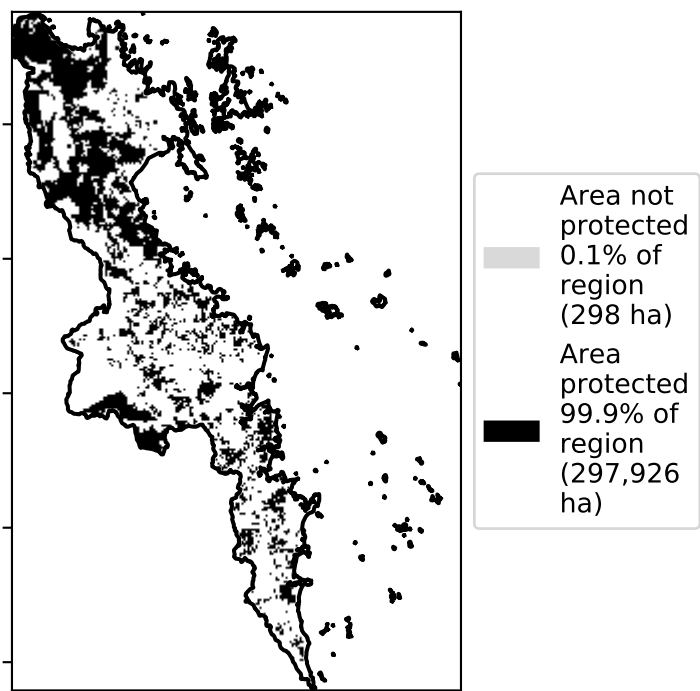 Area not
protected
0.1% of
region
(298 ha)
Area
protected
99.9% of
region
(297,926
ha)